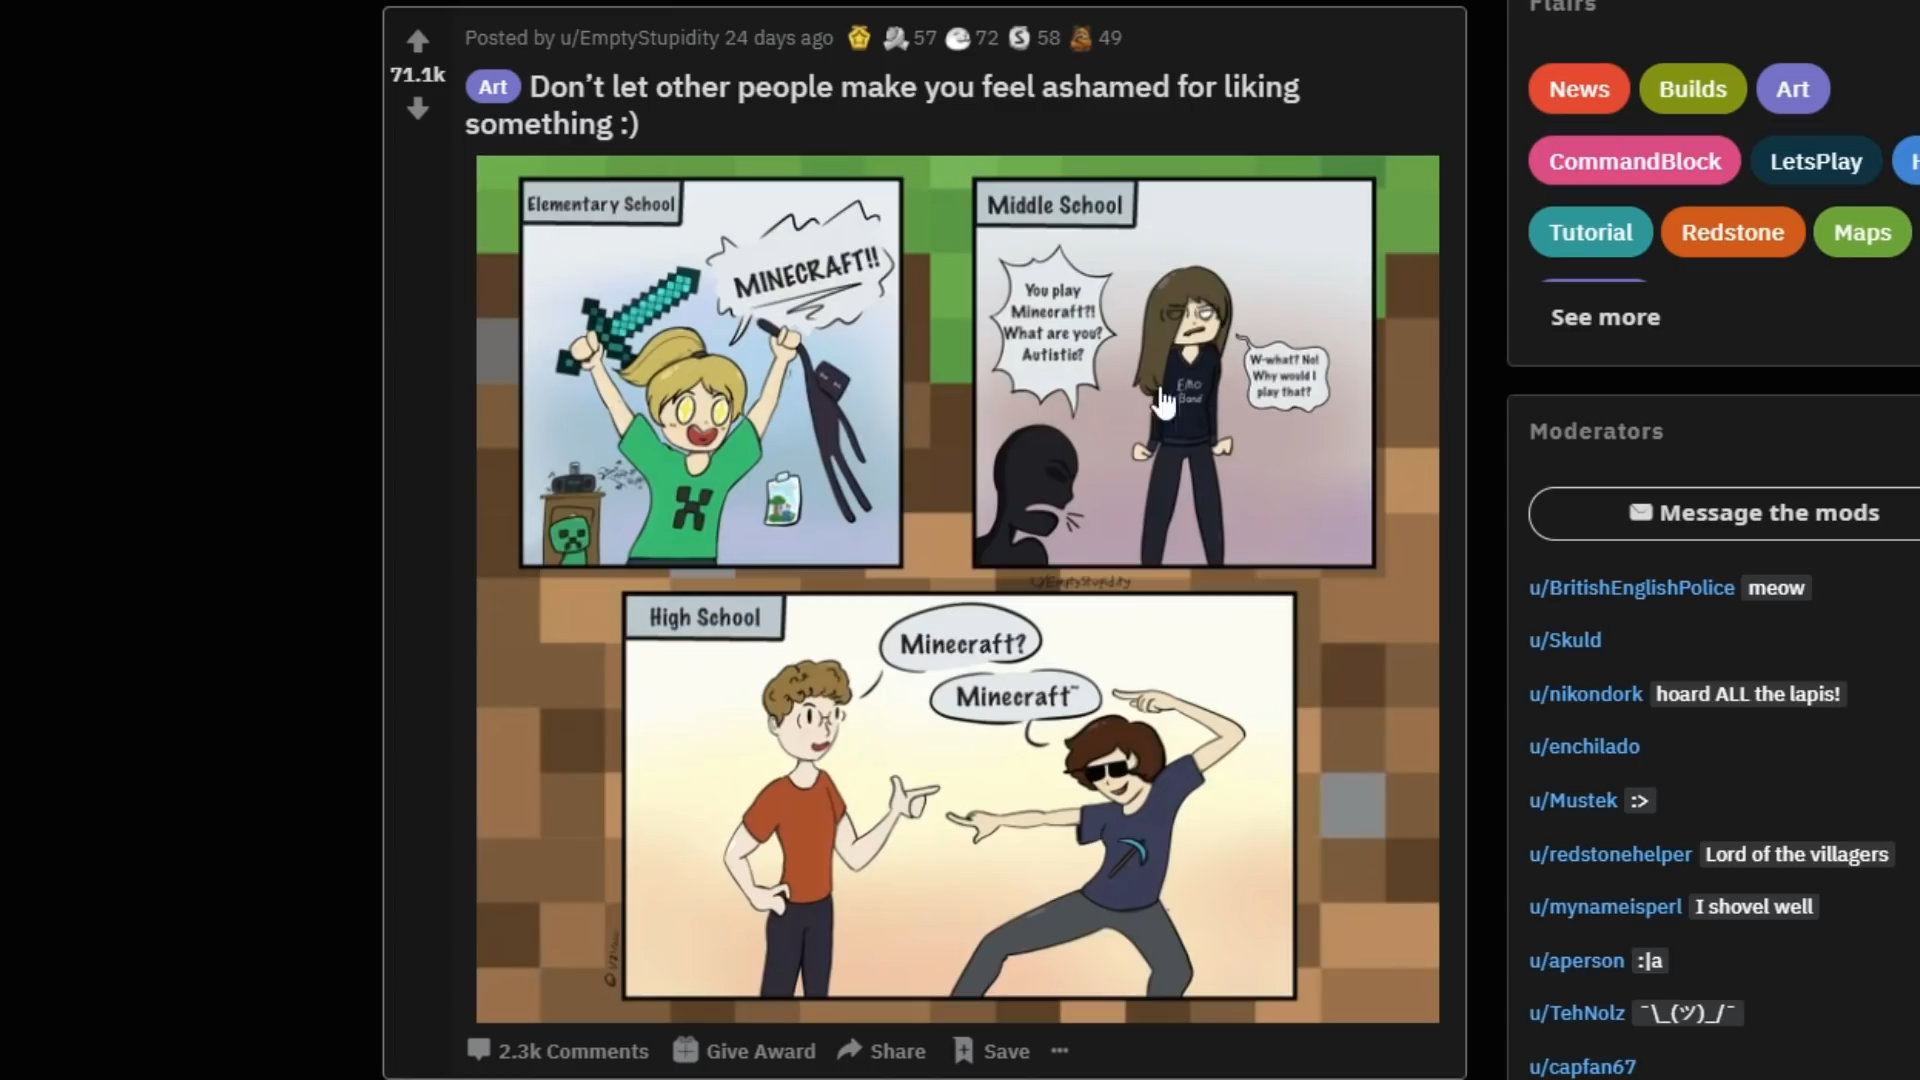 Posted by u/EmptyStupidity 24 days ago 57 72 58 49
71.1k
Art Don't let other people make you feel ashamed for liking
something :)
Elementary School
MINECRAFT!!
Middle School
You play
Minecraft?!
What are you?
Autistic?
W-what? No!
Why would I
play that?
Emo
Band
U/EmptyStupidity
High School
Minecraft?
Minecraft~
2.3k Comments Give Award Share Save ...
Flairs
News Builds Art
CommandBlock LetsPlay
Tutorial Redstone Maps
See more
Moderators
Message the mods
u/BritishEnglishPolice meow
u/Skuld
u/nikondork hoard ALL the lapis!
u/enchilado
u/Mustek :>
u/redstonehelper Lord of the villagers
u/mynameisperl I shovel well
u/aperson :|a
u/TehNolz ¯\_(ツ)_/¯
u/capfan67